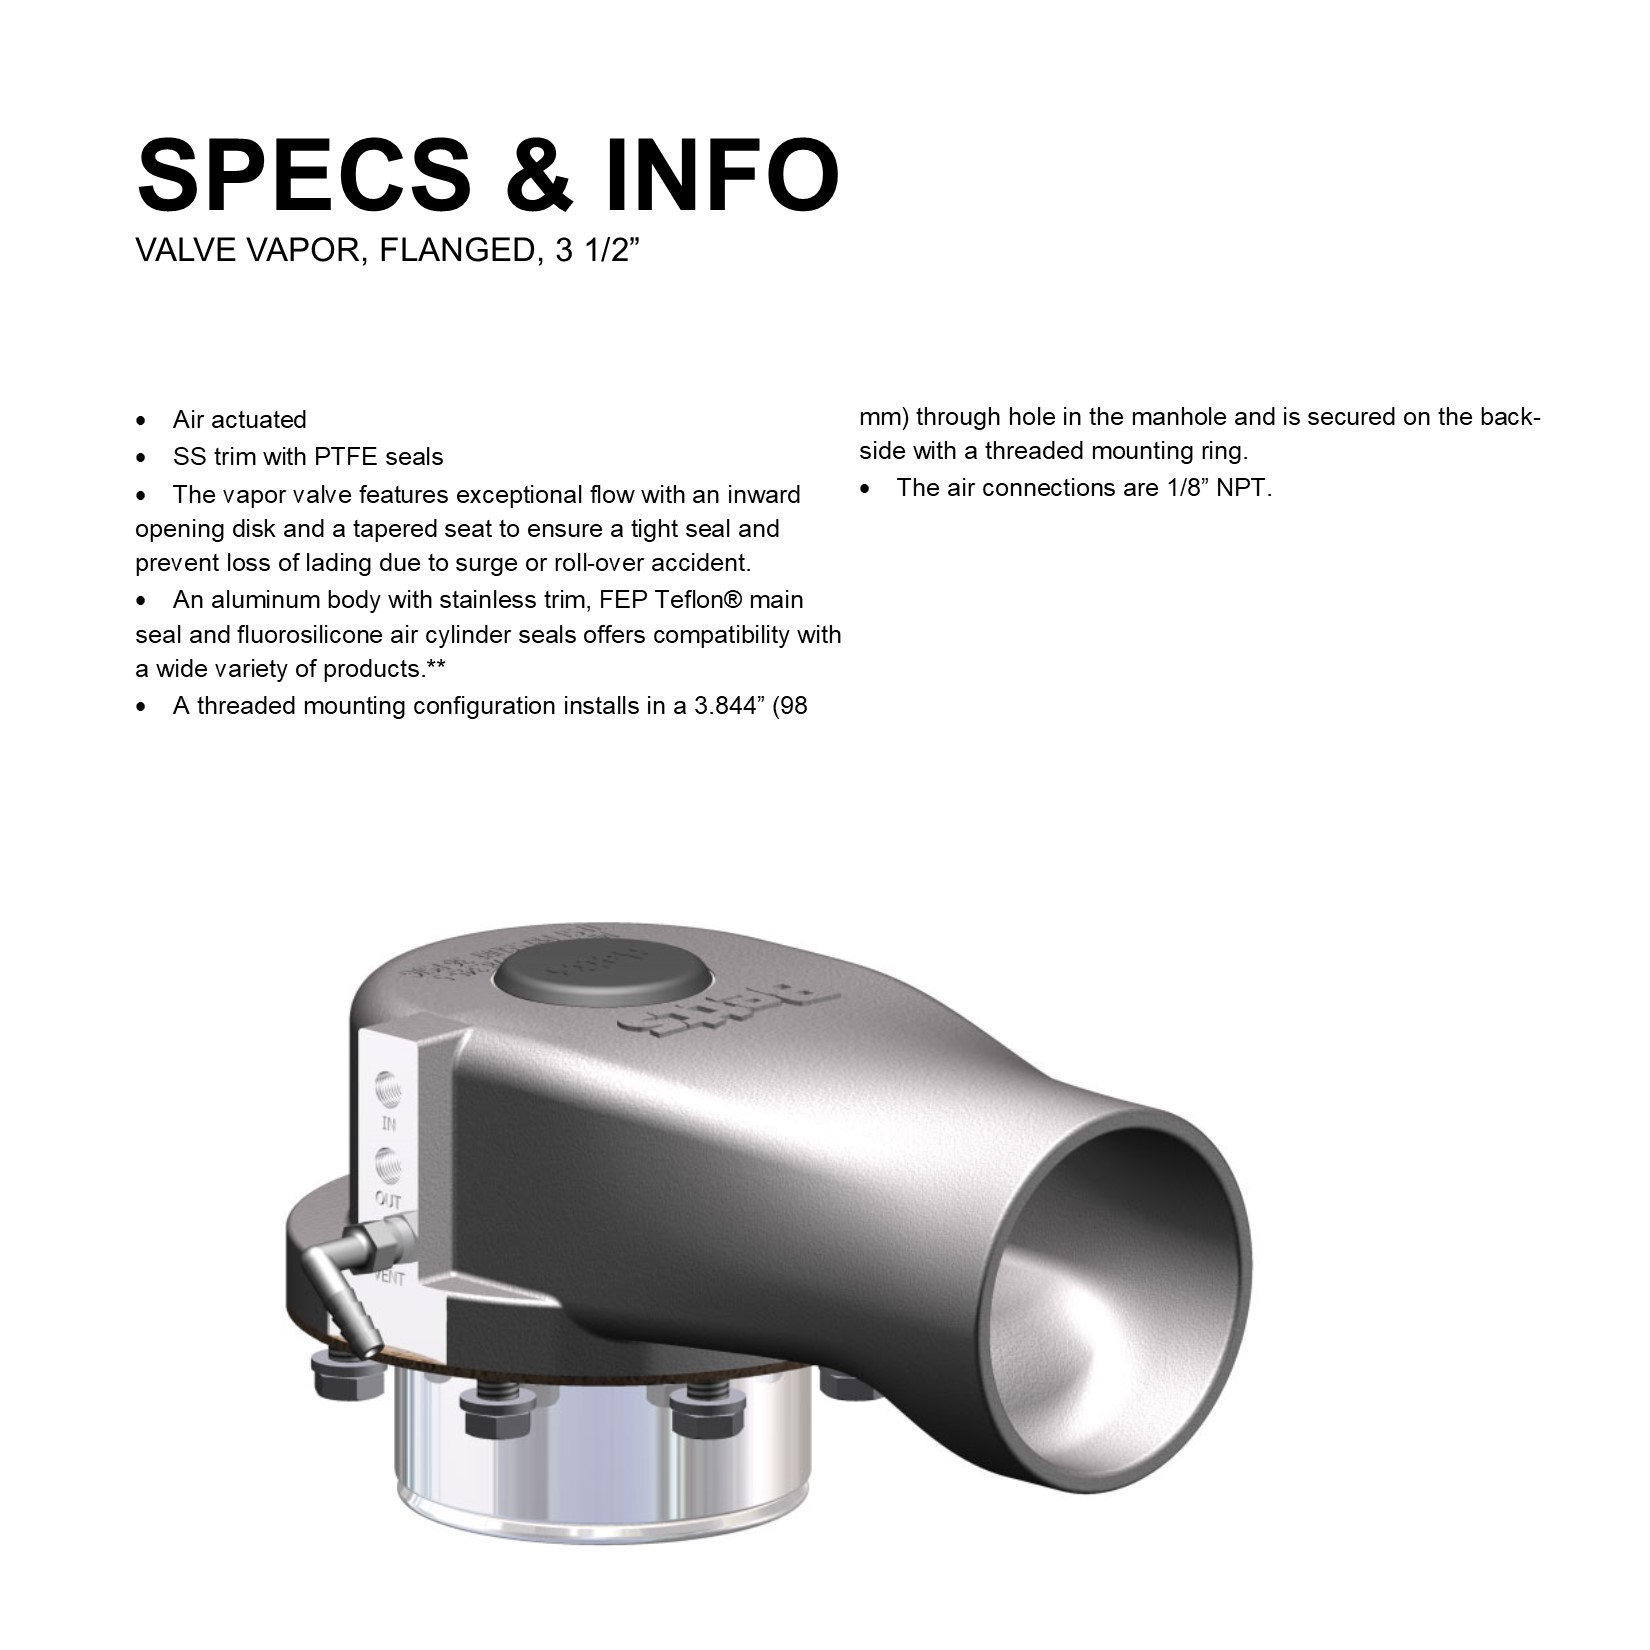 SPECS & INFO
VALVE VAPOR, FLANGED, 3 1/2”
• Air actuated
• SS trim with PTFE seals
• The vapor valve features exceptional flow with an inward
opening disk and a tapered seat to ensure a tight seal and
prevent loss of lading due to surge or roll-over accident.
• An aluminum body with stainless trim, FEP Teflon® main
seal and fluorosilicone air cylinder seals offers compatibility with
a wide variety of products.**
• A threaded mounting configuration installs in a 3.844” (98
mm) through hole in the manhole and is secured on the back-
side with a threaded mounting ring.
• The air connections are 1/8” NPT.
Betts
IN
OUT
VENT